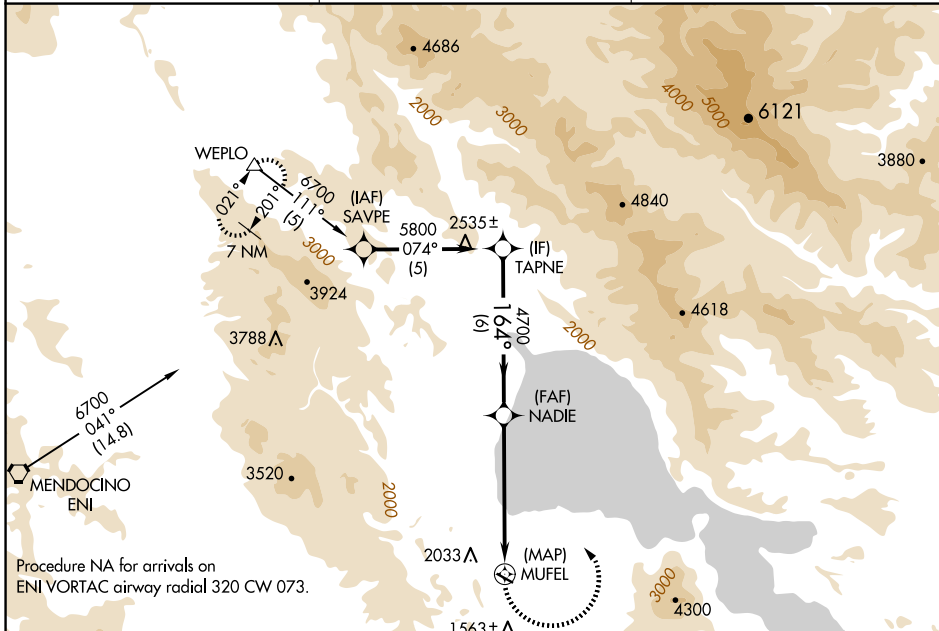 4686
2000
3000
4000
5000
6121
3880
WEPLO
021°
201°
7 NM
6700
111°
(5)
(IAF)
SAVPE
3000
3924
5800
074°
(5)
2535±
(IF)
TAPNE
4840
4618
2000
3788
4700
164°
(6)
(FAF)
NADIE
6700
041°
(14.8)
MENDOCINO
ENI
3520
2000
2033
(MAP)
MUFEL
3000
4300
1563±
Procedure NA for arrivals on
ENI VORTAC airway radial 320 CW 073.